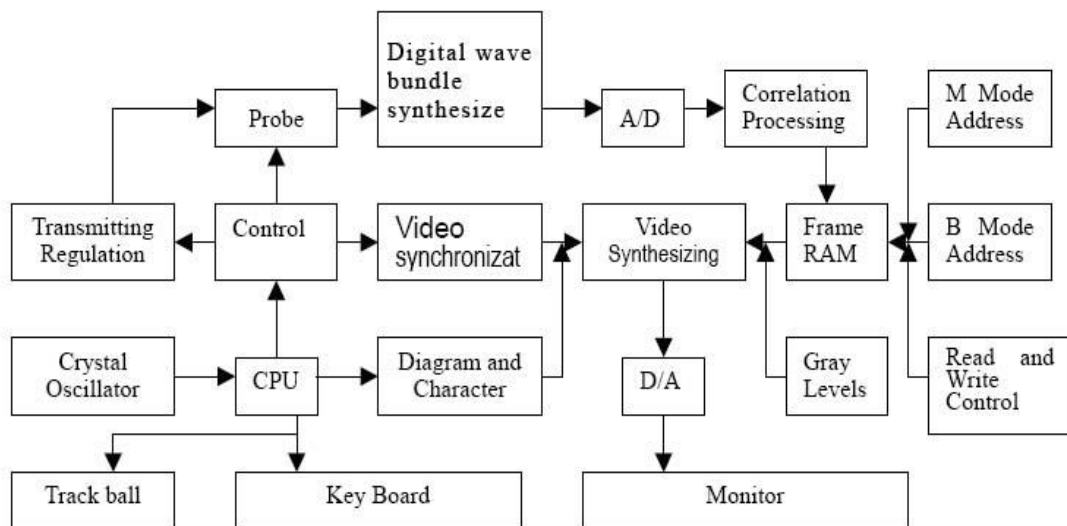 Digital wave
bundle
synthesize
Probe
A/D
Correlation
Processing
M Mode
Address
Transmitting
Regulation
Control
Video
synchronizat
Video
Synthesizing
Frame
RAM
B Mode
Address
Crystal
Oscillator
CPU
Diagram and
Character
D/A
Gray
Levels
Read and
Write
Control
Track ball
Key Board
Monitor